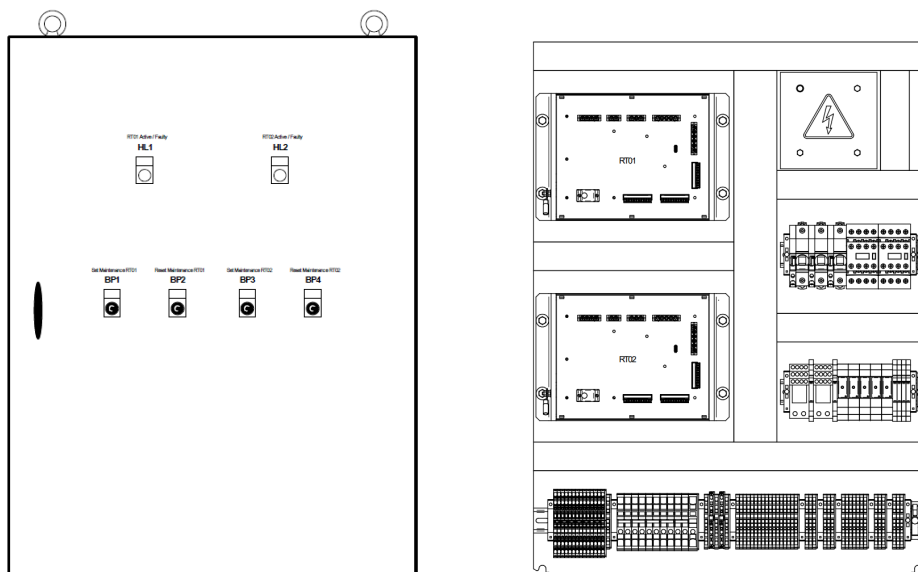 RT01 Active / Faulty
HL1
RT02 Active / Faulty
HL2
Set Maintenance RT01
BP1
Reset Maintenance RT01
BP2
Set Maintenance RT02
BP3
Reset Maintenance RT02
BP4
RT01
RT02